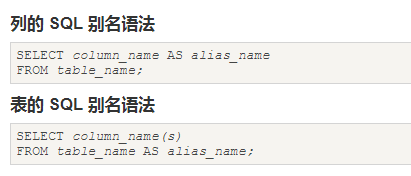 列的 SQL 别名语法
SELECT column_name AS alias_name
FROM table_name;
表的 SQL 别名语法
SELECT column_name(s)
FROM table_name AS alias_name;